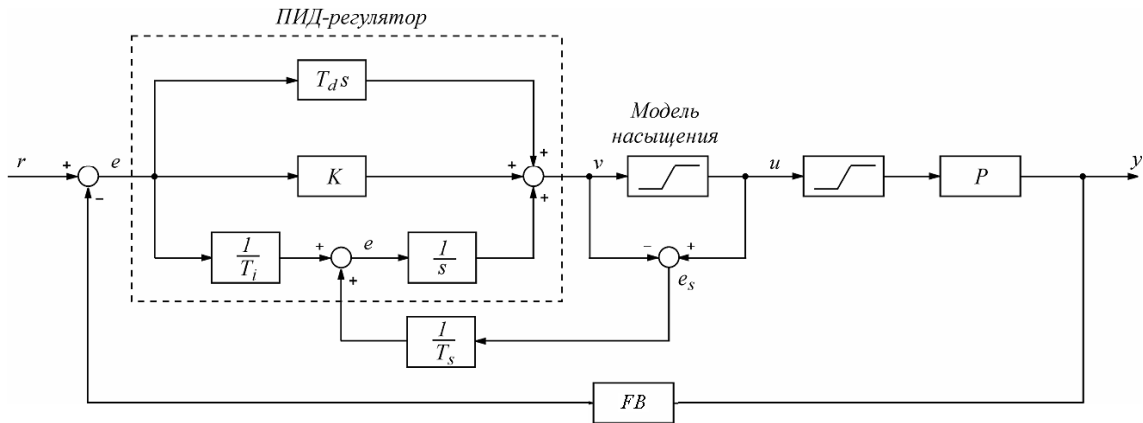 ПИД-регулятор
T_d s
Модель
насыщения
r
+
e
−
K
+
+
+
v
u
P
y
1
T_i
+
e
+
1
s
−
+
e_s
1
T_s
FB